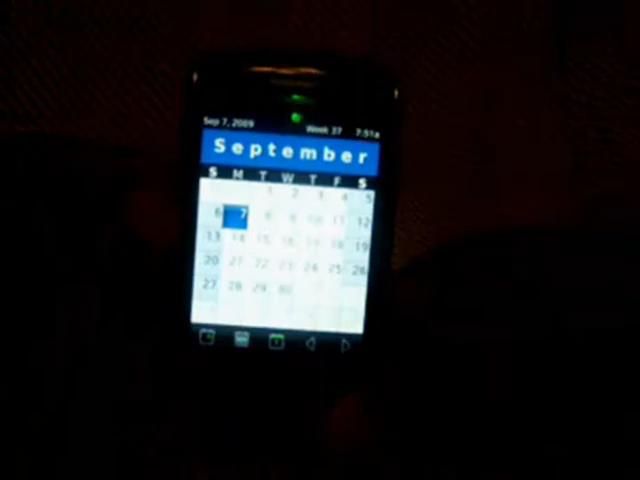 Sep 7, 2009 Week 37 7:51a
September
S M T W T F S
1 2 3 4 5
6 7 8 9 10 11 12
13 14 15 16 17 18 19
20 21 22 23 24 25 26
27 28 29 30